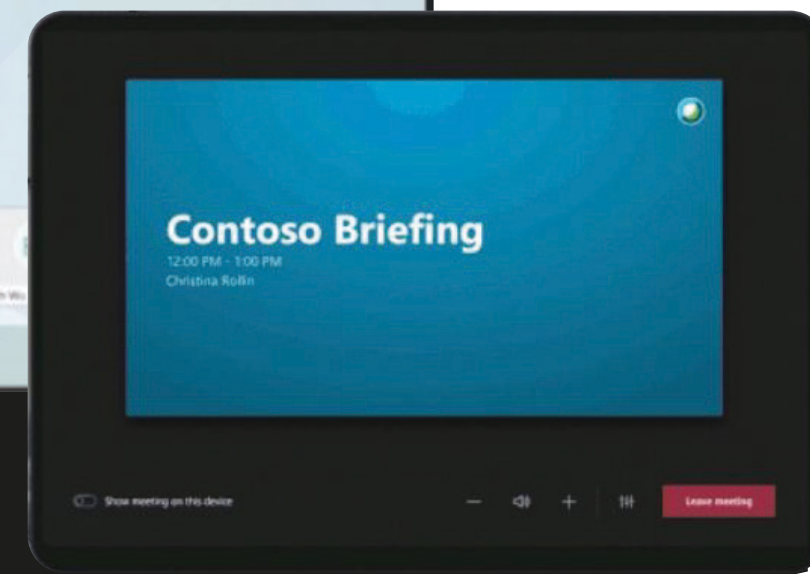 Contoso Briefing
12:00 PM - 1:00 PM
Christina Rollin
Show meeting on this device
Leave meeting